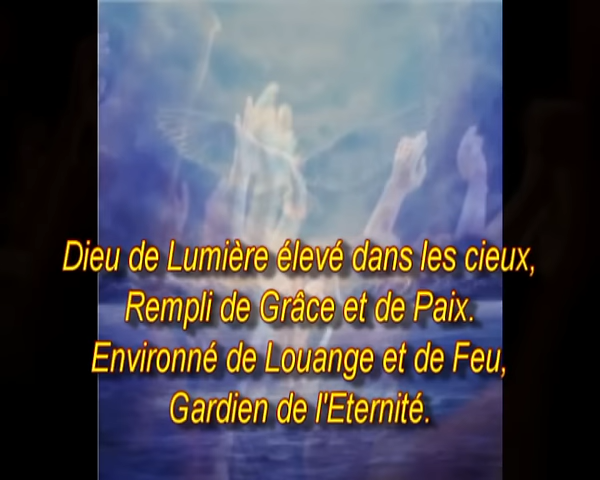 Dieu de Lumière élevé dans les cieux,
Rempli de Grâce et de Paix.
Environné de Louange et de Feu,
Gardien de l'Eternité.